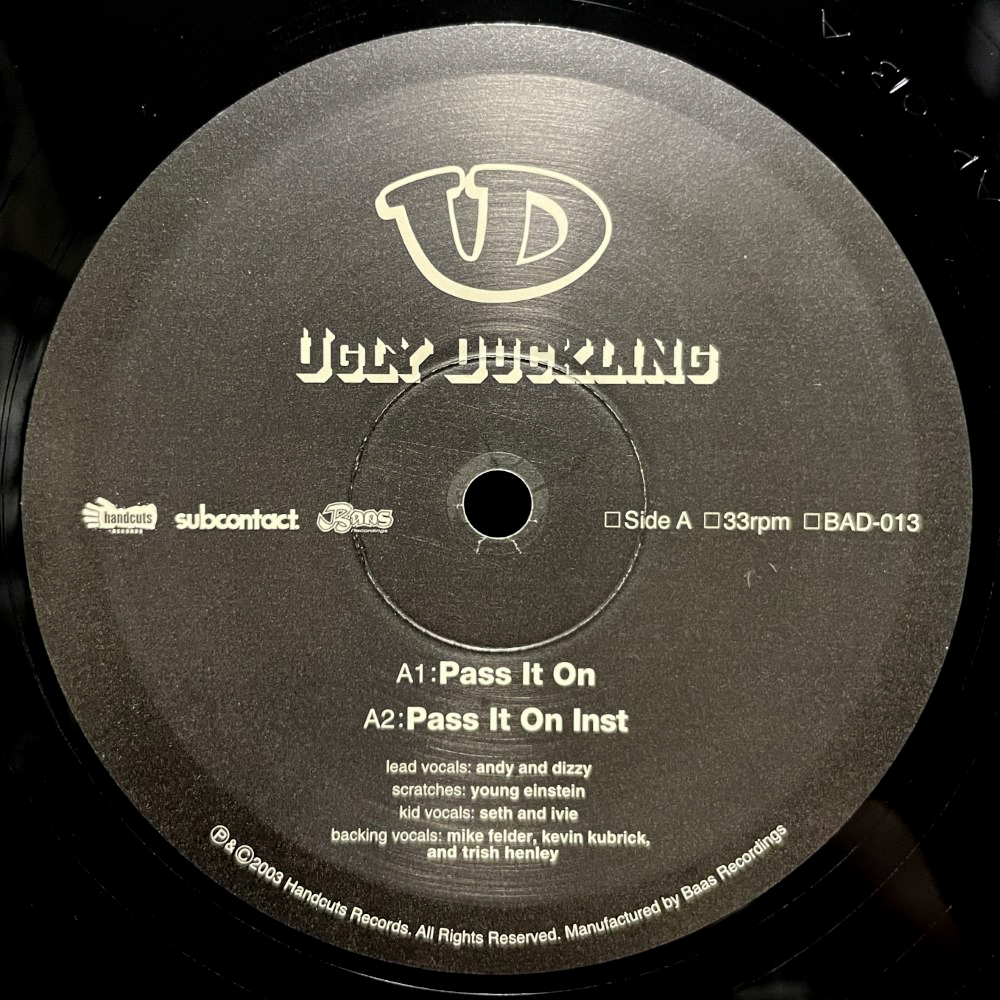 UD
UGLY DUCKLING
handcuts
RECORDS
subcontact
Baas
□Side A □33rpm □BAD-013
A1:Pass It On
A2:Pass It On Inst
lead vocals: andy and dizzy
scratches: young einstein
kid vocals: seth and ivie
backing vocals: mike felder, kevin kubrick,
and trish henley
Ⓟ& ©2003 Handcuts Records. All Rights Reserved. Manufactured by Baas Recordings